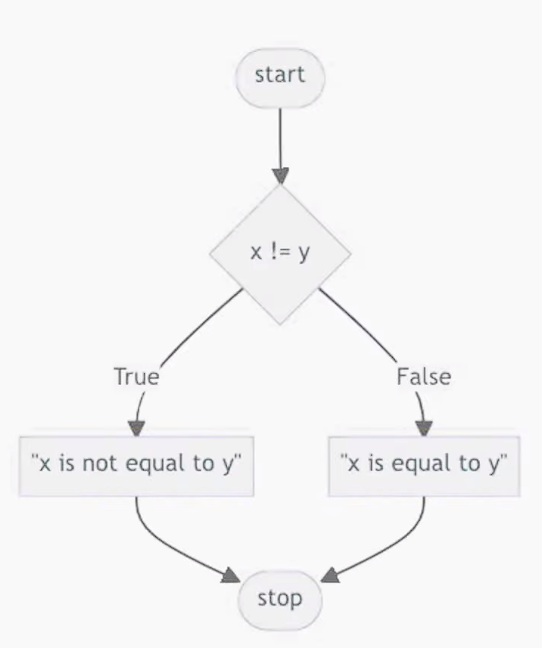 start
x != y
True
False
"x is not equal to y"
"x is equal to y"
stop